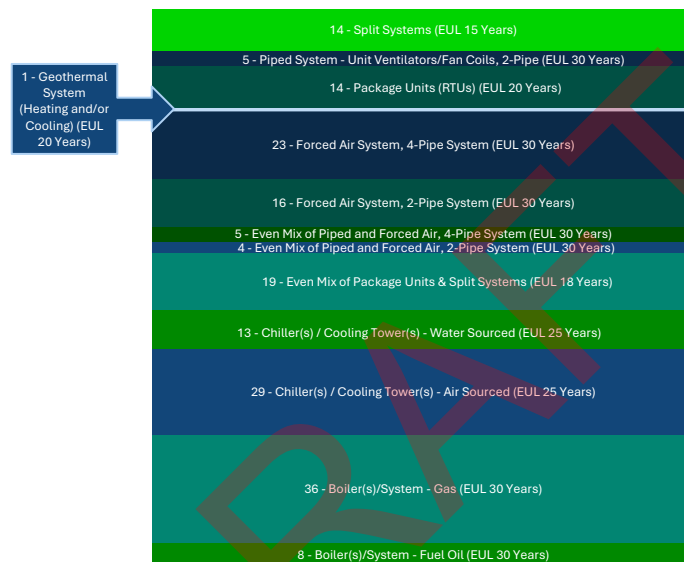 14 - Split Systems (EUL 15 Years)
5 - Piped System - Unit Ventilators/Fan Coils, 2-Pipe (EUL 30 Years)
14 - Package Units (RTUs) (EUL 20 Years)
1 - Geothermal
System
(Heating and/or
Cooling) (EUL
20 Years)
23 - Forced Air System, 4-Pipe System (EUL 30 Years)
16 - Forced Air System, 2-Pipe System (EUL 30 Years)
5 - Even Mix of Piped and Forced Air, 4-Pipe System (EUL 30 Years)
4 - Even Mix of Piped and Forced Air, 2-Pipe System (EUL 30 Years)
19 - Even Mix of Package Units & Split Systems (EUL 18 Years)
13 - Chiller(s) / Cooling Tower(s) - Water Sourced (EUL 25 Years)
29 - Chiller(s) / Cooling Tower(s) - Air Sourced (EUL 25 Years)
36 - Boiler(s)/System - Gas (EUL 30 Years)
8 - Boiler(s)/System - Fuel Oil (EUL 30 Years)
RAFT